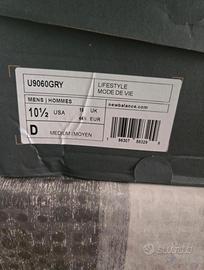 U9060GRY
LIFESTYLE
MODE DE VIE
MENS | HOMMES
newbalance.com
10½ USA 10 UK
44½ EUR
D MEDIUM / MOYEN
subito